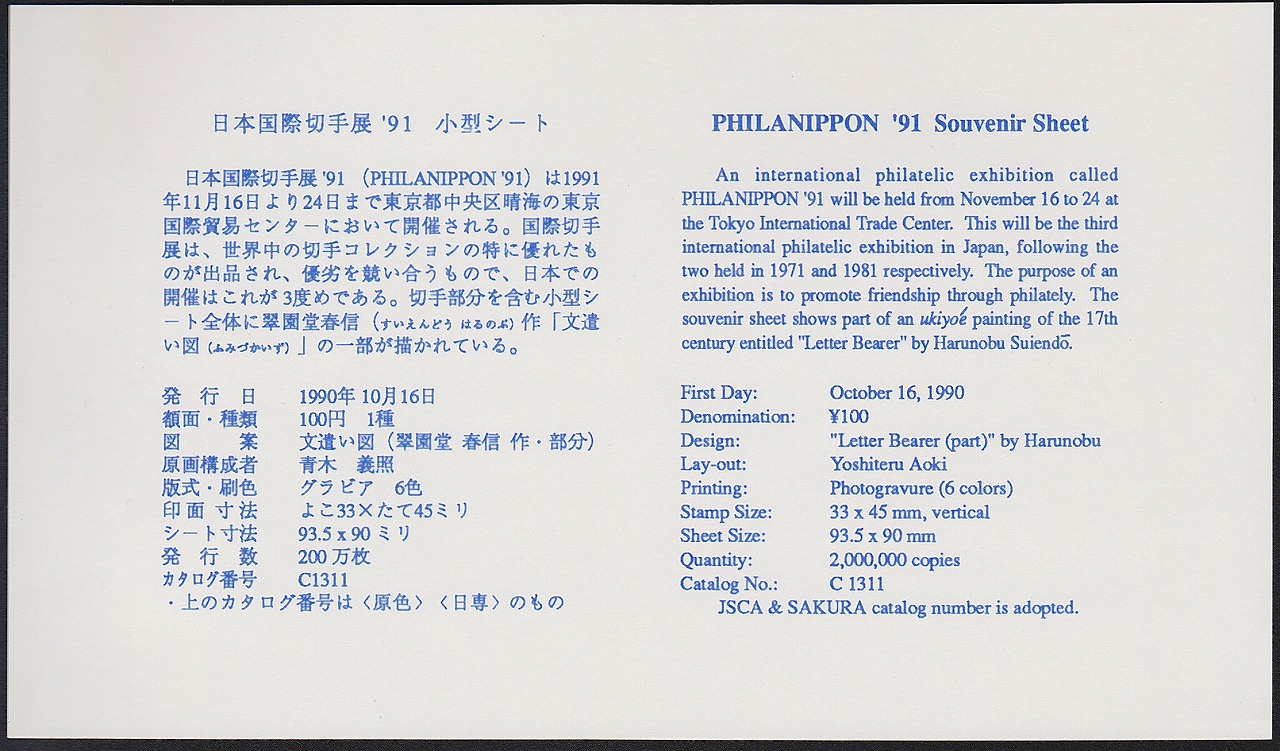 日本国際切手展 '91　小型シート
日本国際切手展 '91 （PHILANIPPON '91）は1991
年11月16日より24日まで東京都中央区晴海の東京
国際貿易センターにおいて開催される。国際切手
展は、世界中の切手コレクションの特に優れたも
のが出品され、優劣を競い合うもので、日本での
開催はこれが 3度めである。切手部分を含む小型シ
ート全体に翠園堂春信（すいえんどう はるのぶ）作「文遣
い図（ふみづかいず）」の一部が描かれている。
発　行　日　1990年 10月16日
額面・種類　100円　1種
図　　　案　文遣い図（翠園堂 春信 作・部分）
原画構成者　青木　義照
版式・刷色　グラビア　6色
印 面 寸 法　よこ33×たて45ミリ
シート寸法　93.5 x 90 ミリ
発　行　数　200 万枚
カタログ番号　C1311
・上のカタログ番号は〈原色〉〈日専〉のもの
PHILANIPPON '91 Souvenir Sheet
An international philatelic exhibition called
PHILANIPPON '91 will be held from November 16 to 24 at
the Tokyo International Trade Center. This will be the third
international philatelic exhibition in Japan, following the
two held in 1971 and 1981 respectively. The purpose of an
exhibition is to promote friendship through philately. The
souvenir sheet shows part of an ukiyoé painting of the 17th
century entitled "Letter Bearer" by Harunobu Suiendō.
First Day: October 16, 1990
Denomination: ¥100
Design: "Letter Bearer (part)" by Harunobu
Lay-out: Yoshiteru Aoki
Printing: Photogravure (6 colors)
Stamp Size: 33 x 45 mm, vertical
Sheet Size: 93.5 x 90 mm
Quantity: 2,000,000 copies
Catalog No.: C 1311
JSCA & SAKURA catalog number is adopted.